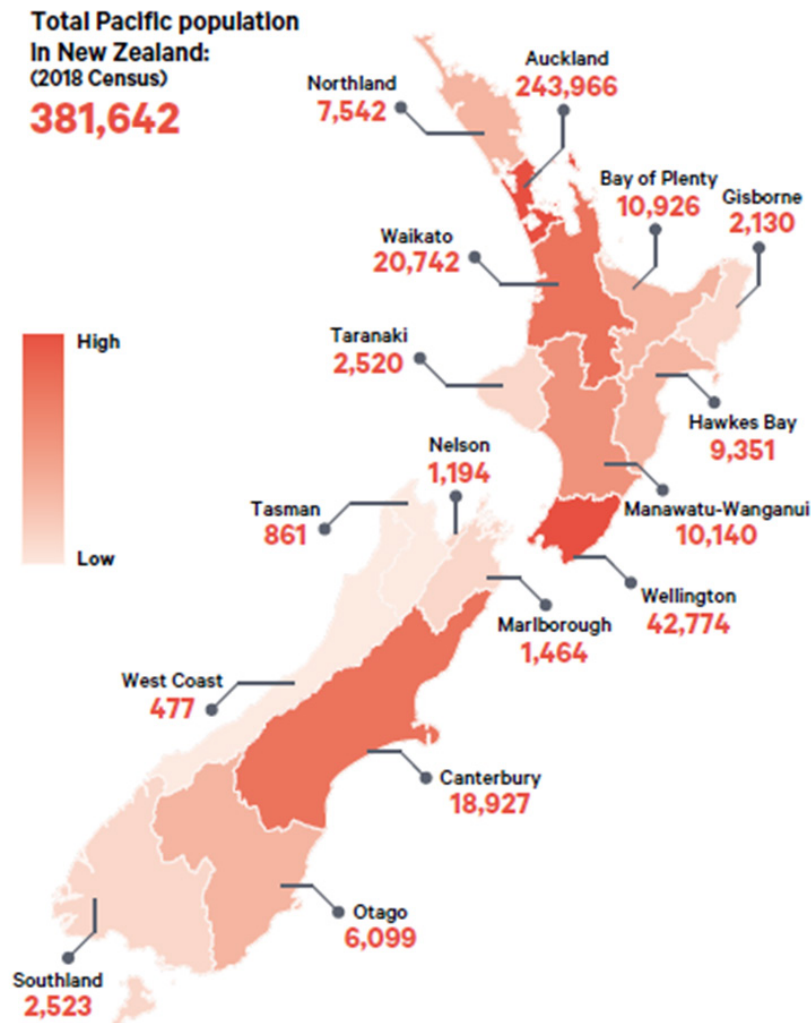 Total Pacific population
in New Zealand:
(2018 Census)
381,642
Northland
7,542
Auckland
243,966
Bay of Plenty
10,926
Gisborne
2,130
Waikato
20,742
Taranaki
2,520
High
Low
Hawkes Bay
9,351
Nelson
1,194
Tasman
861
Manawatu-Wanganui
10,140
Wellington
42,774
Marlborough
1,464
West Coast
477
Canterbury
18,927
Otago
6,099
Southland
2,523